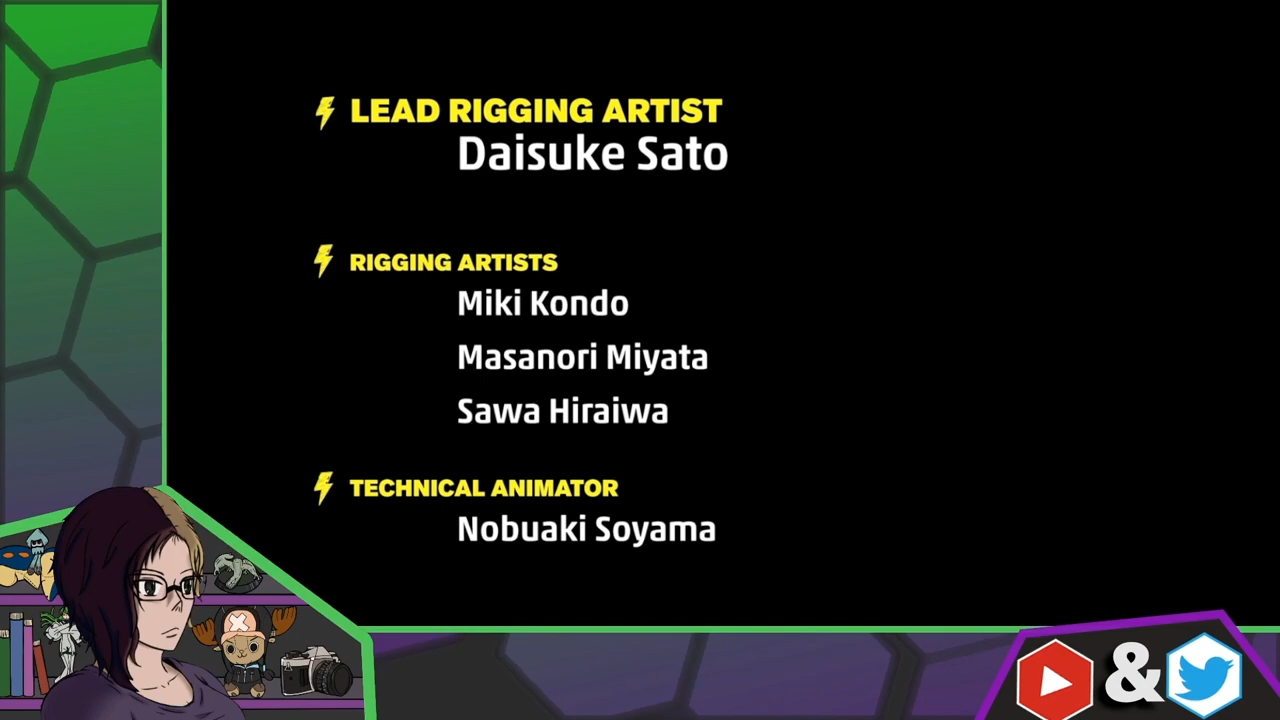 LEAD RIGGING ARTIST
Daisuke Sato
RIGGING ARTISTS
Miki Kondo
Masanori Miyata
Sawa Hiraiwa
TECHNICAL ANIMATOR
Nobuaki Soyama
&